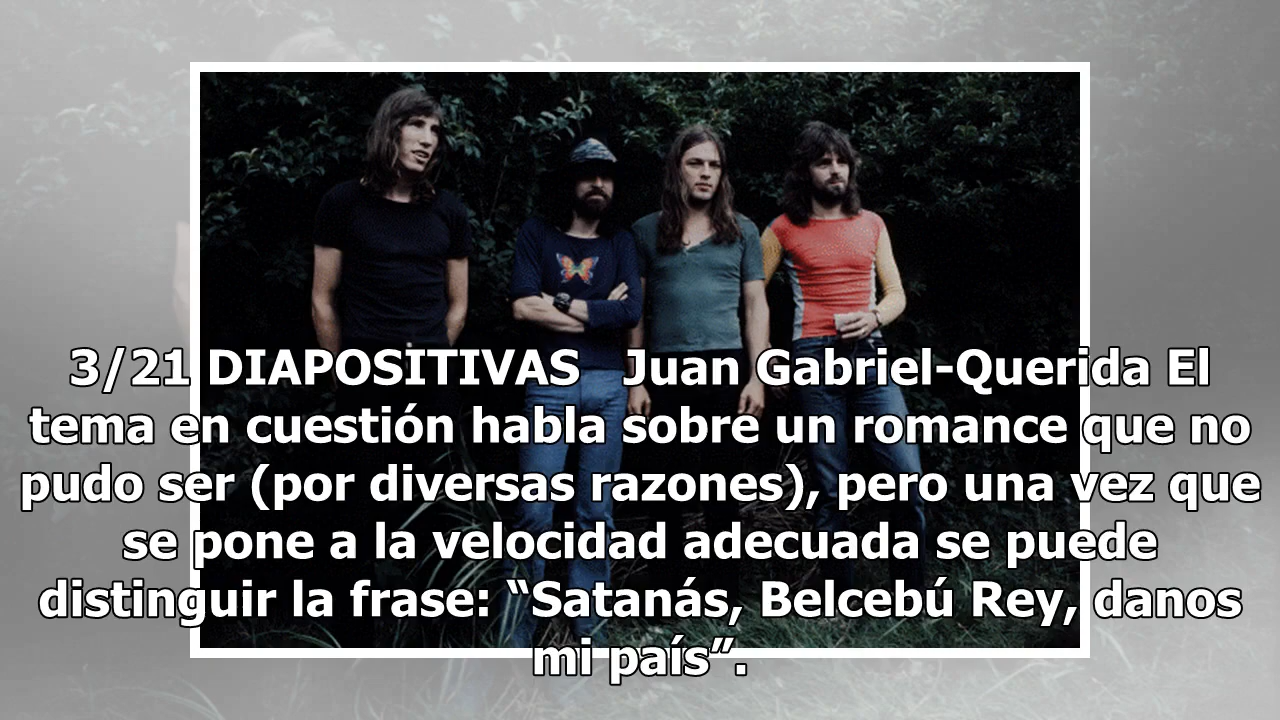 3/21 DIAPOSITIVAS   Juan Gabriel-Querida El
tema en cuestión habla sobre un romance que no
pudo ser (por diversas razones), pero una vez que
se pone a la velocidad adecuada se puede
distinguir la frase: “Satanás, Belcebú Rey, danos
mi país”.